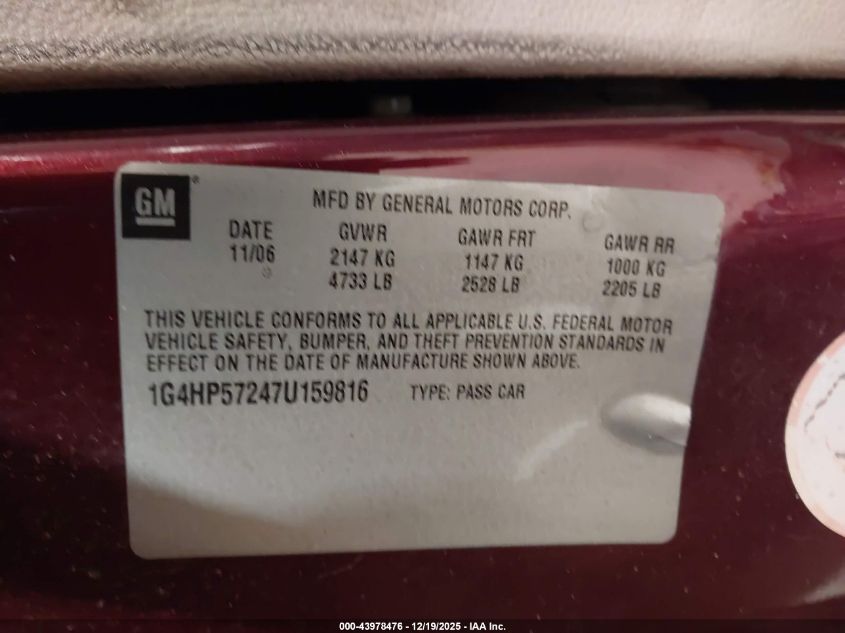 GM
MFD BY GENERAL MOTORS CORP.
DATE GVWR GAWR FRT GAWR RR
11/06 2147 KG 1147 KG 1000 KG
4733 LB 2528 LB 2205 LB
THIS VEHICLE CONFORMS TO ALL APPLICABLE U.S. FEDERAL MOTOR
VEHICLE SAFETY, BUMPER, AND THEFT PREVENTION STANDARDS IN
EFFECT ON THE DATE OF MANUFACTURE SHOWN ABOVE.
1G4HP57247U159816 TYPE: PASS CAR
000-43978476 - 12/19/2025 - IAA Inc.